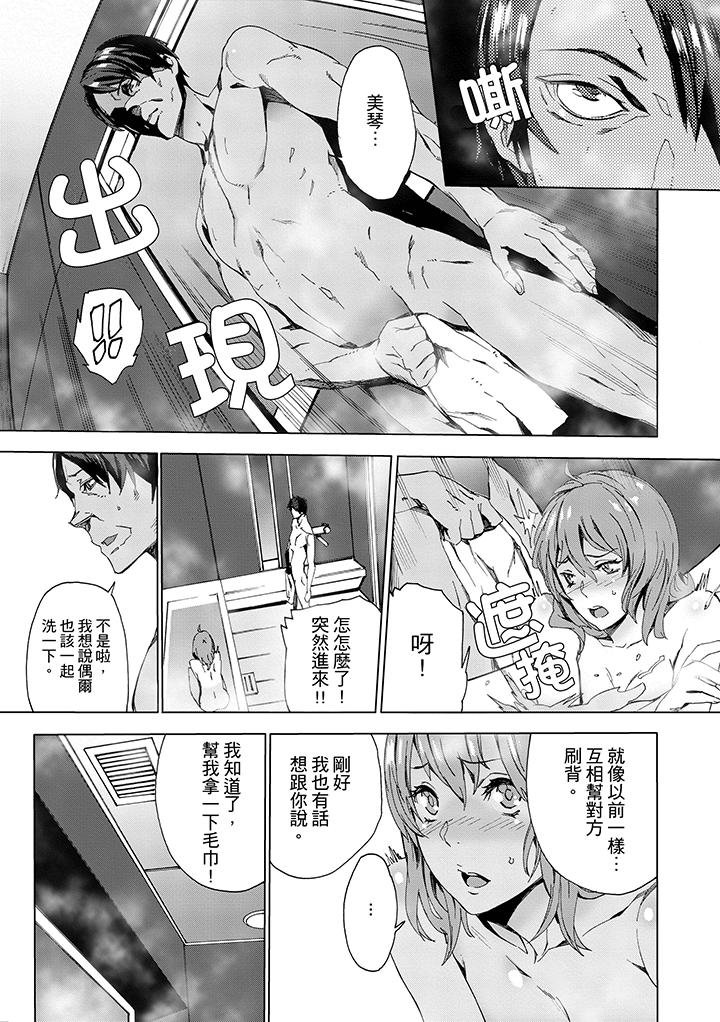 嘶
美琴…
出現
!!
呀！
遮掩
怎怎麼了！
突然進來!!
不是啦，
我想說偶爾
也該一起
洗一下。
就像以前一樣…
互相幫對方
刷背。
…
剛好
我也有話
想跟你說。
我知道了，
幫我拿一下毛巾！